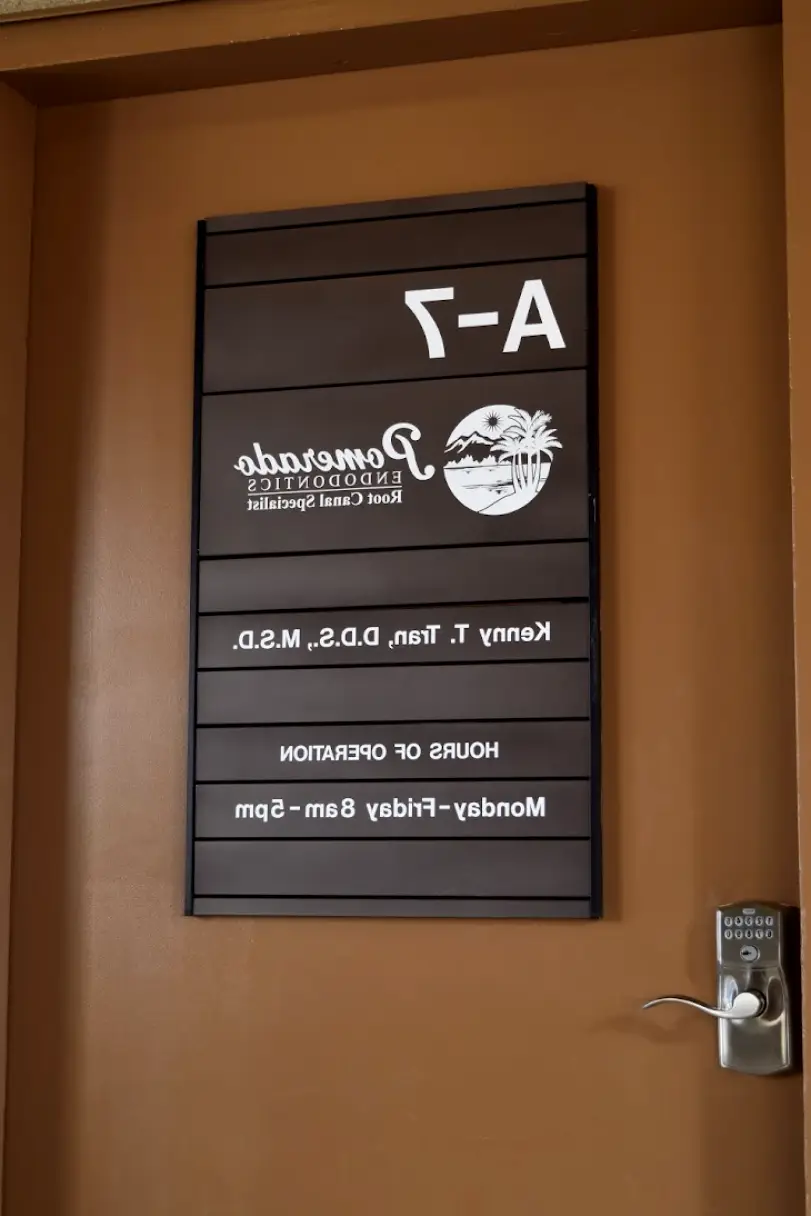 A-7
Pomerado
ENDODONTICS
Root Canal Specialist
Kenny T. Tran, D.D.S., M.S.D.
HOURS OF OPERATION
Monday-Friday 8am-5pm